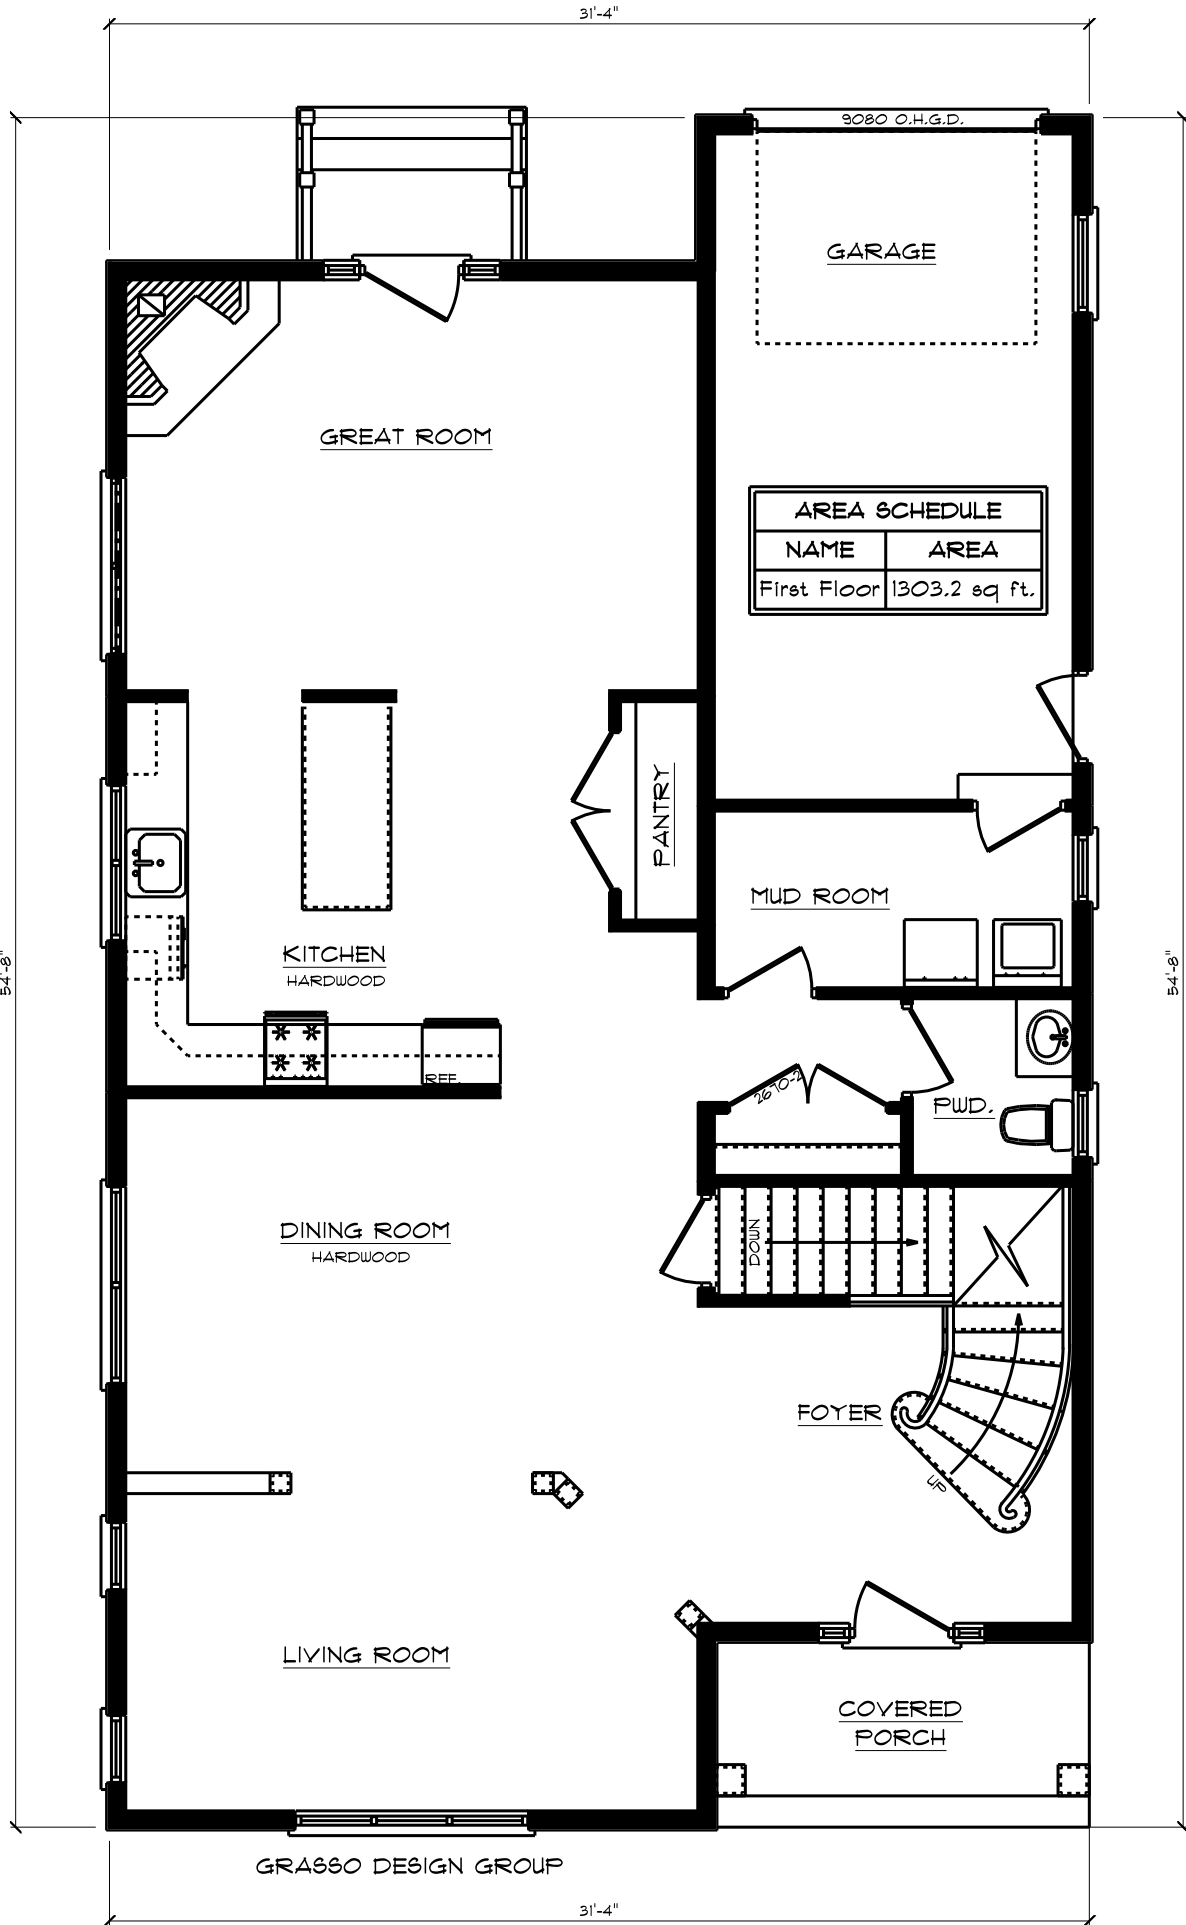 31'-4"
9080 O.H.G.D.
GARAGE
GREAT ROOM
AREA SCHEDULE
NAME AREA
First Floor 1303.2 sq ft.
PANTRY
MUD ROOM
KITCHEN
HARDWOOD
54'-8"
54'-8"
REF.
2670-2
PWD.
DINING ROOM
HARDWOOD
DOWN
FOYER
UP
LIVING ROOM
COVERED
PORCH
GRASSO DESIGN GROUP
31'-4"